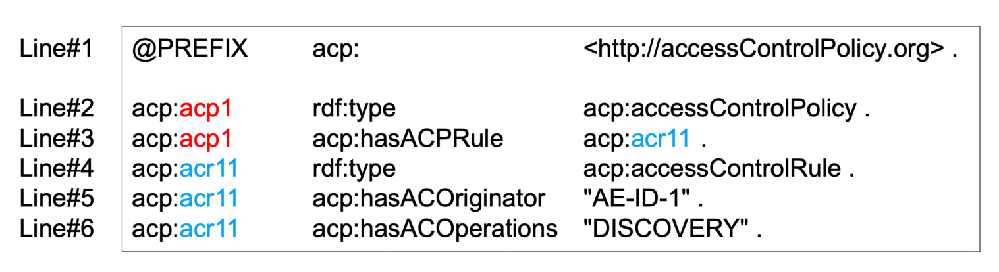 Line#1 @PREFIX acp: <http://accessControlPolicy.org> .
Line#2 acp:acp1 rdf:type acp:accessControlPolicy .
Line#3 acp:acp1 acp:hasACPRule acp:acr11 .
Line#4 acp:acr11 rdf:type acp:accessControlRule .
Line#5 acp:acr11 acp:hasACOriginator "AE-ID-1" .
Line#6 acp:acr11 acp:hasACOperations "DISCOVERY" .